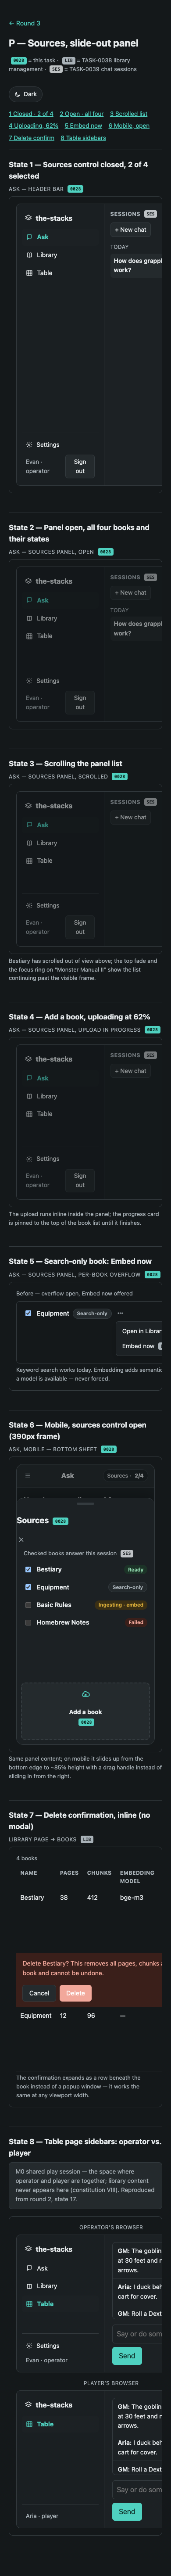 ← Round 3
P — Sources, slide-out panel
0028 = this task · LIB = TASK-0038 library
management · SES = TASK-0039 chat sessions
Dark
1 Closed · 2 of 4   2 Open · all four   3 Scrolled list
4 Uploading, 62%   5 Embed now   6 Mobile, open
7 Delete confirm   8 Table sidebars
State 1 — Sources control closed, 2 of 4
selected
ASK — HEADER BAR 0028
the-stacks
Ask
Library
Table
Settings
Evan · operator
Sign out
SESSIONS SES
+ New chat
TODAY
How does grappl
work?
State 2 — Panel open, all four books and
their states
ASK — SOURCES PANEL, OPEN 0028
the-stacks
Ask
Library
Table
Settings
Evan · operator
Sign out
SESSIONS SES
+ New chat
TODAY
How does grappl
work?
State 3 — Scrolling the panel list
ASK — SOURCES PANEL, SCROLLED 0028
the-stacks
Ask
Library
Table
Settings
Evan · operator
Sign out
SESSIONS SES
+ New chat
Bestiary has scrolled out of view above; the top fade and
the focus ring on "Monster Manual II" show the list
continuing past the visible frame.
State 4 — Add a book, uploading at 62%
ASK — SOURCES PANEL, UPLOAD IN PROGRESS 0028
the-stacks
Ask
Library
Table
Settings
Evan · operator
Sign out
SESSIONS SES
+ New chat
The upload runs inline inside the panel; the progress card
is pinned to the top of the book list until it finishes.
State 5 — Search-only book: Embed now
ASK — SOURCES PANEL, PER-BOOK OVERFLOW 0028
Before — overflow open, Embed now offered
Equipment Search-only ···
Open in Librar
Embed now
Keyword search works today. Embedding adds semantic
a model is available — never forced.
State 6 — Mobile, sources control open
(390px frame)
ASK, MOBILE — BOTTOM SHEET 0028
Ask
Sources · 2/4
Sources 0028
Checked books answer this session SES
Bestiary Ready
Equipment Search-only
Basic Rules Ingesting · embed
Homebrew Notes Failed
Add a book
0028
Same panel content; on mobile it slides up from the
bottom edge to ~85% height with a drag handle instead of
sliding in from the right.
State 7 — Delete confirmation, inline (no
modal)
LIBRARY PAGE → BOOKS LIB
4 books
NAME PAGES CHUNKS EMBEDDING MODEL
Bestiary 38 412 bge-m3
Delete Bestiary? This removes all pages, chunks a
book and cannot be undone.
Cancel Delete
Equipment 12 96 —
The confirmation expands as a row beneath the
book instead of a popup window — it works the
same at any viewport width.
State 8 — Table page sidebars: operator vs.
player
M0 shared play session — the space where
operator and player are together; library content
never appears here (constitution VIII). Reproduced
from round 2, state 17.
OPERATOR'S BROWSER
the-stacks
Ask
Library
Table
Settings
Evan · operator
GM: The goblin
at 30 feet and r
arrows.
Aria: I duck beh
cart for cover.
GM: Roll a Dext
Say or do som
Send
PLAYER'S BROWSER
the-stacks
Table
Aria · player
GM: The goblin
at 30 feet and r
arrows.
Aria: I duck beh
cart for cover.
GM: Roll a Dext
Say or do som
Send